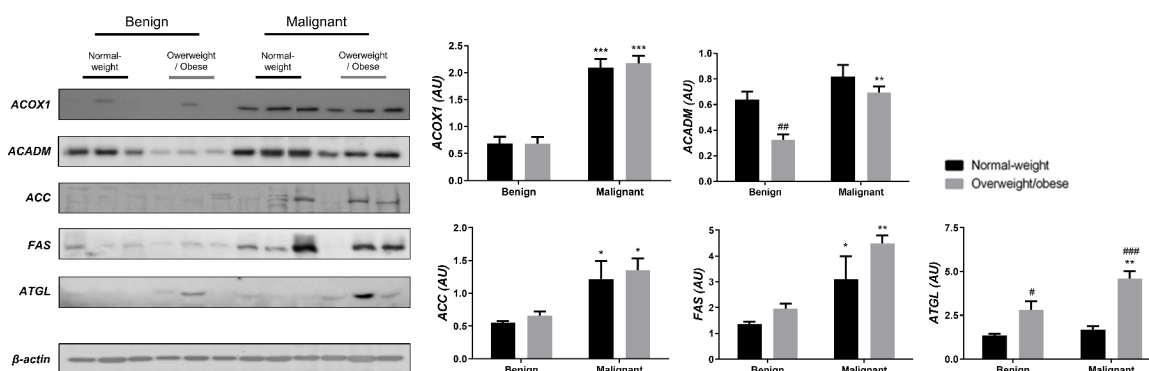 Benign
Malignant
Normal-
weight
Owerweight
/ Obese
Normal-
weight
Owerweight
/ Obese
ACOX1
ACADM
ACC
FAS
ATGL
β-actin
ACOX1 (AU)
2.5
2.0
1.5
1.0
0.5
0.0
*** ***
Benign Malignant
ACADM (AU)
1.0
0.8
0.6
0.4
0.2
0.0
##
**
Benign Malignant
Normal-weight
Overweight/obese
ACC (AU)
2.0
1.5
1.0
0.5
0.0
* *
Benign Malignant
FAS (AU)
5
4
3
2
1
0
* **
Benign Malignant
ATGL (AU)
7.5
5.0
2.5
0.0
#
###
**
Benign Malignant